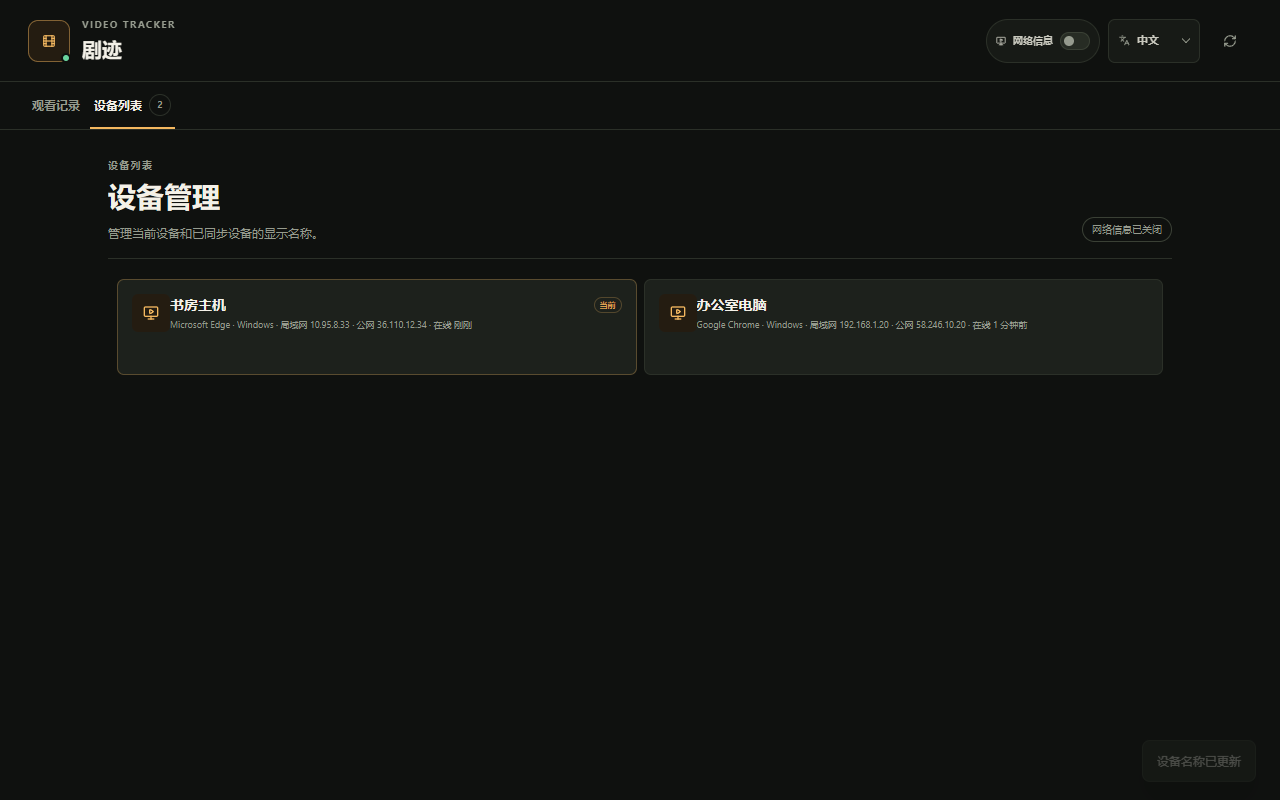 VIDEO TRACKER
剧迹
网络信息
中文
观看记录
设备列表 2
设备列表
设备管理
管理当前设备和已同步设备的显示名称。
网络信息已关闭
书房主机
当前
Microsoft Edge · Windows · 局域网 10.95.8.33 · 公网 36.110.12.34 · 在线 刚刚
办公室电脑
Google Chrome · Windows · 局域网 192.168.1.20 · 公网 58.246.10.20 · 在线 1 分钟前
设备名称已更新